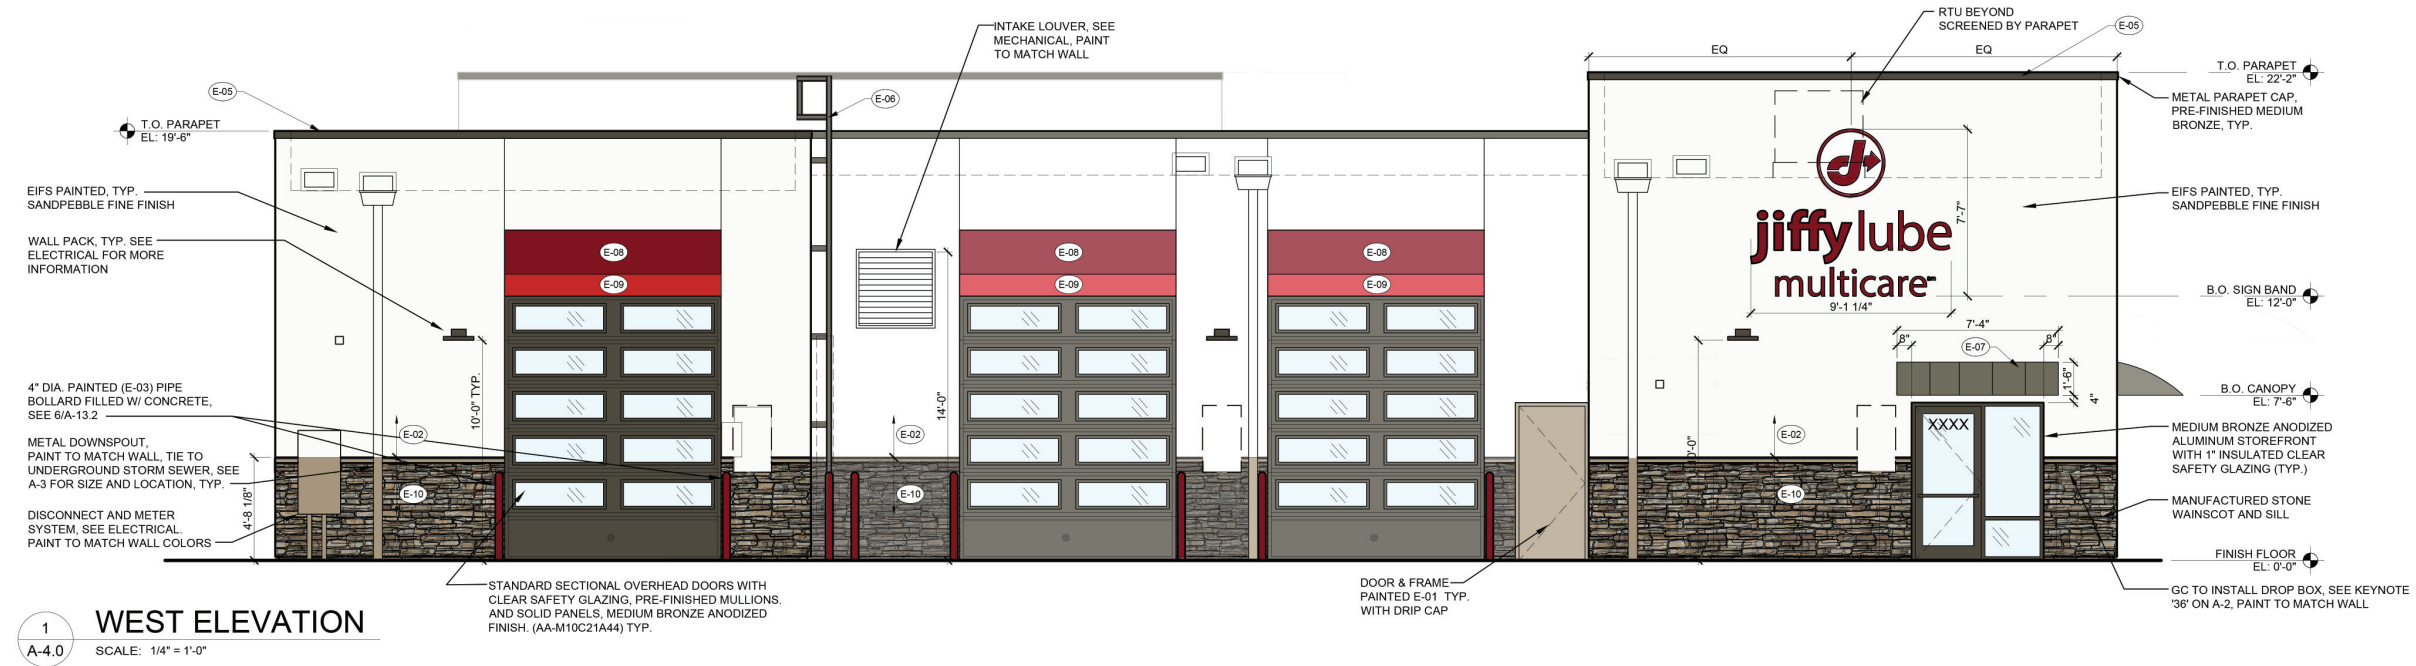 INTAKE LOUVER, SEE
MECHANICAL, PAINT
TO MATCH WALL
RTU BEYOND
SCREENED BY PARAPET
E-05
EQ
EQ
T.O. PARAPET
EL: 22'-2"
METAL PARAPET CAP,
PRE-FINISHED MEDIUM
BRONZE, TYP.
E-05
E-06
T.O. PARAPET
EL: 19'-6"
EIFS PAINTED, TYP.
SANDPEBBLE FINE FINISH
EIFS PAINTED, TYP.
SANDPEBBLE FINE FINISH
WALL PACK, TYP. SEE
ELECTRICAL FOR MORE
INFORMATION
E-08
E-09
E-08
E-09
E-08
E-09
jiffy lube
multicare
7'-7"
9'-1 1/4"
B.O. SIGN BAND
EL: 12'-0"
7'-4"
8"
8"
E-07
1'-6"
4"
B.O. CANOPY
EL: 7'-6"
4" DIA. PAINTED (E-03) PIPE
BOLLARD FILLED W/ CONCRETE,
SEE 6/A-13.2
METAL DOWNSPOUT,
PAINT TO MATCH WALL, TIE TO
UNDERGROUND STORM SEWER, SEE
A-3 FOR SIZE AND LOCATION, TYP.
DISCONNECT AND METER
SYSTEM, SEE ELECTRICAL.
PAINT TO MATCH WALL COLORS
4'-8 1/8"
10'-0" TYP.
14'-0"
10'-0"
E-02
E-02
E-02
E-10
E-10
E-10
XXXX
MEDIUM BRONZE ANODIZED
ALUMINUM STOREFRONT
WITH 1" INSULATED CLEAR
SAFETY GLAZING (TYP.)
MANUFACTURED STONE
WAINSCOT AND SILL
FINISH FLOOR
EL: 0'-0"
GC TO INSTALL DROP BOX, SEE KEYNOTE
'36' ON A-2, PAINT TO MATCH WALL
STANDARD SECTIONAL OVERHEAD DOORS WITH
CLEAR SAFETY GLAZING, PRE-FINISHED MULLIONS.
AND SOLID PANELS, MEDIUM BRONZE ANODIZED
FINISH. (AA-M10C21A44) TYP.
DOOR & FRAME
PAINTED E-01 TYP.
WITH DRIP CAP
1
A-4.0
WEST ELEVATION
SCALE: 1/4" = 1'-0"